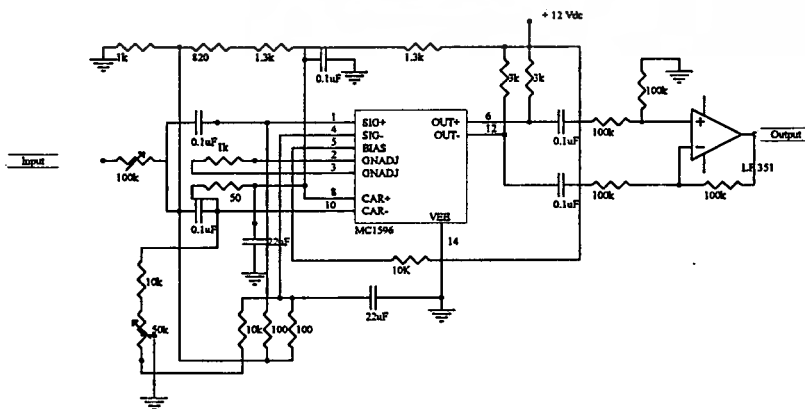 + 12 Vdc
1k
820
1.3k
1.3k
0.1uF
3k
3k
100k
0.1uF
1
SIG+
OUT+
6
4
SIG-
OUT-
12
5
BIAS
2
GNADJ
3
GNADJ
8
CAR+
10
CAR-
VEE
MC1596
14
1k
50
0.1uF
22uF
Input
100k
0.1uF
100k
0.1uF
100k
100k
+
-
LF351
Output
10k
50k
10K
10k
100
100
22uF